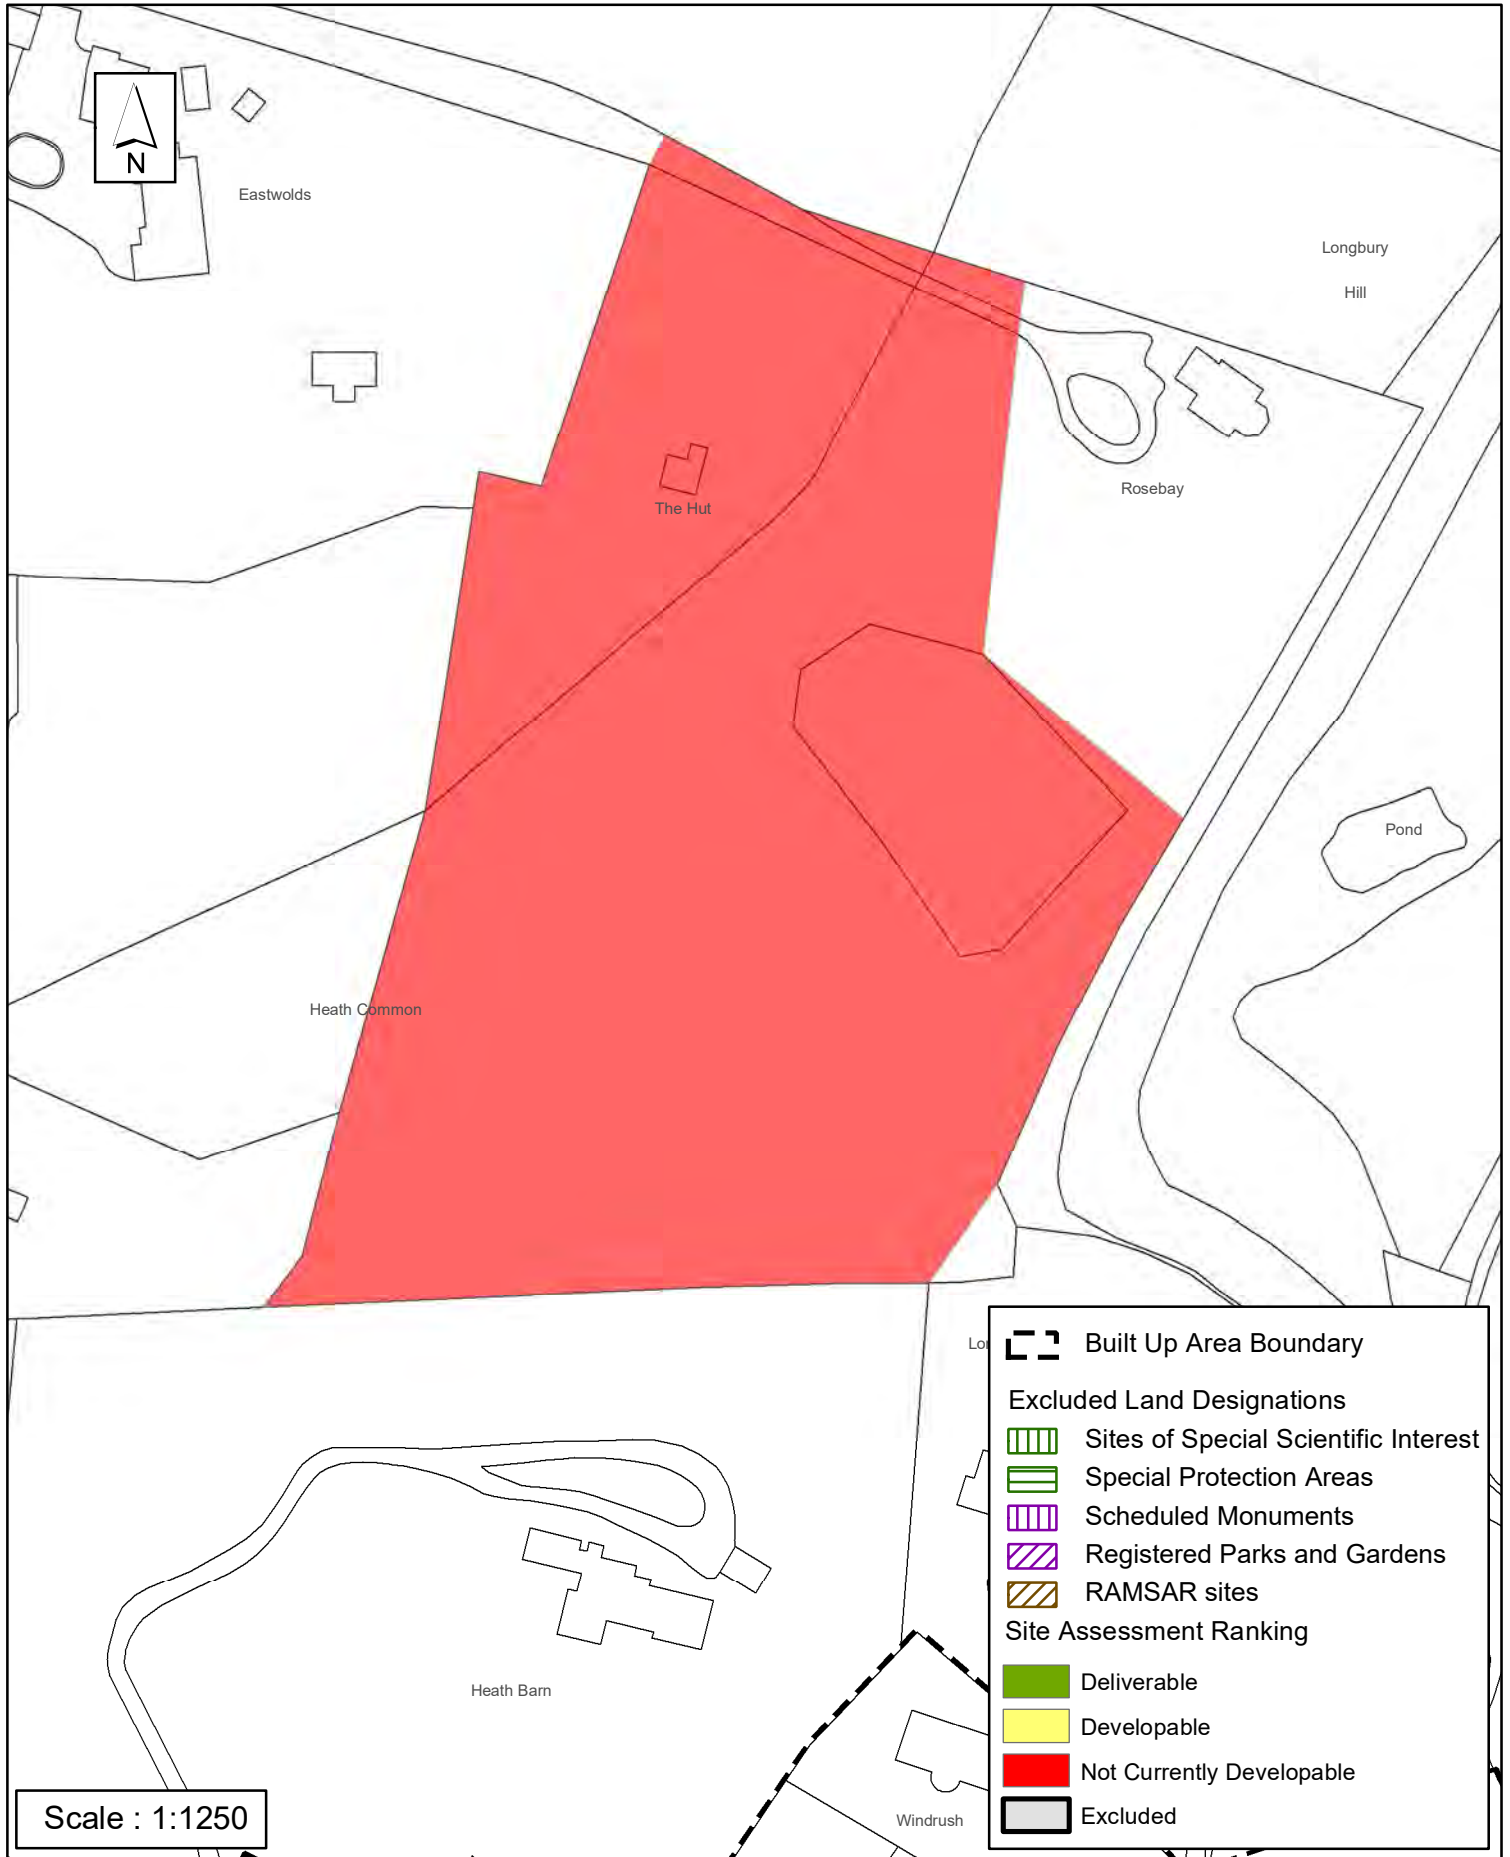 N
Eastwolds
Longbury
Hill
Rosebay
The Hut
Pond
Heath Common
Built Up Area Boundary
Excluded Land Designations
Sites of Special Scientific Interest
Special Protection Areas
Scheduled Monuments
Registered Parks and Gardens
RAMSAR sites
Site Assessment Ranking
Deliverable
Developable
Not Currently Developable
Excluded
Heath Barn
Windrush
Scale : 1:1250